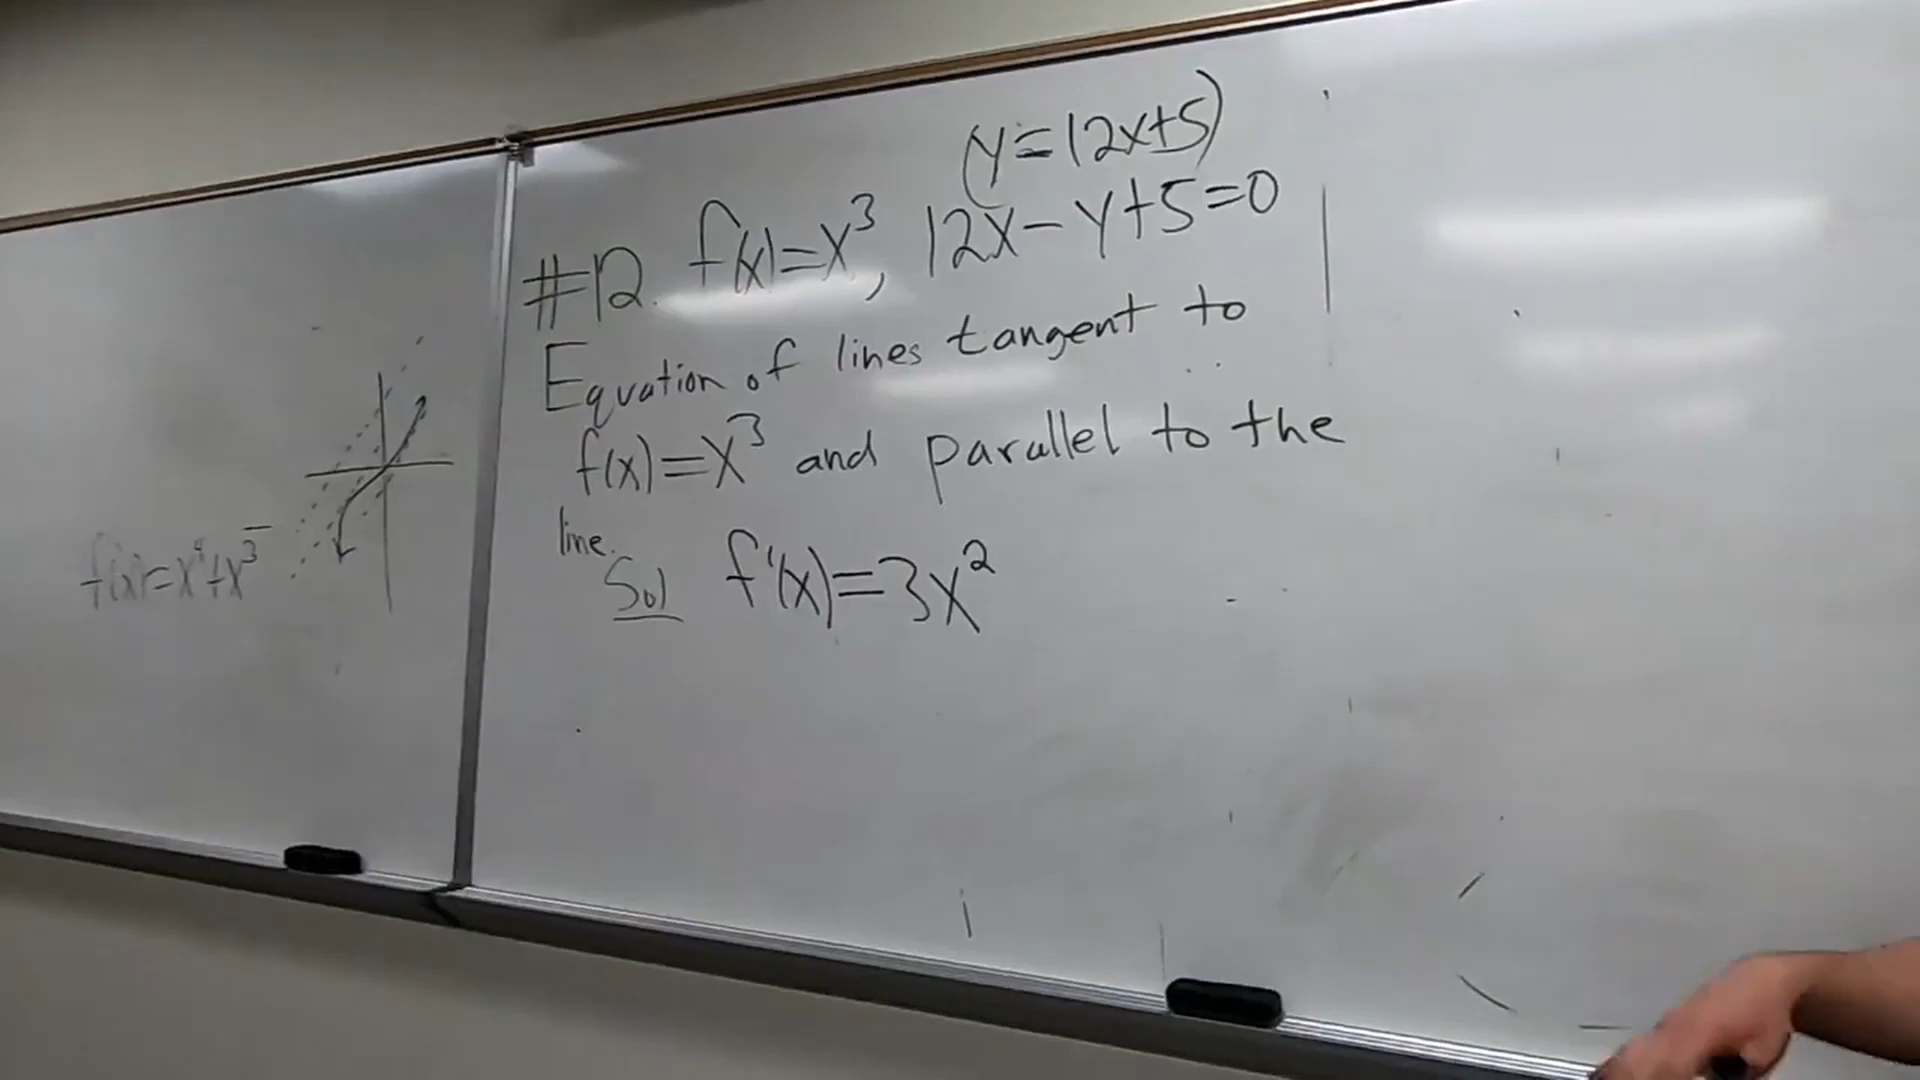 (y=12x+5)
#12. f(x)=x³, 12x-y+5=0
Equation of lines tangent to
f(x)=x³ and parallel to the
line.
Sol f'(x)=3x²
f(x)=x⁴+x³